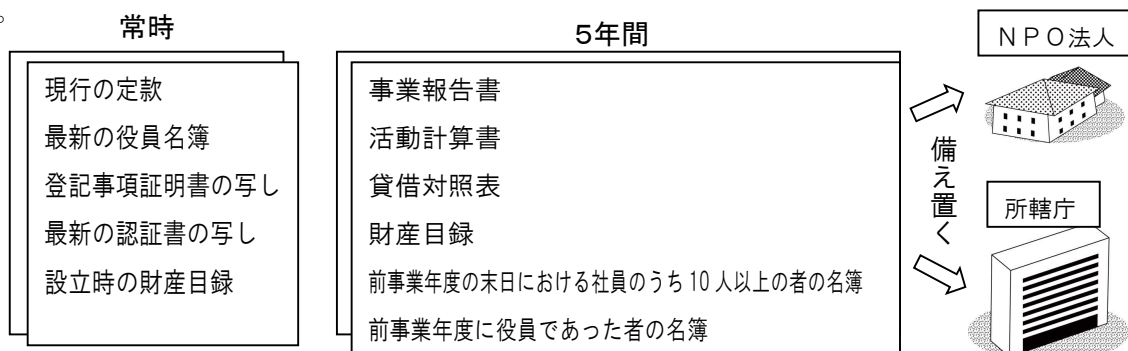 。
常時
現行の定款
最新の役員名簿
登記事項証明書の写し
最新の認証書の写し
設立時の財産目録
5年間
事業報告書
活動計算書
貸借対照表
財産目録
前事業年度の末日における社員のうち10人以上の者の名簿
前事業年度に役員であった者の名簿
備え置く
NPO法人
所轄庁